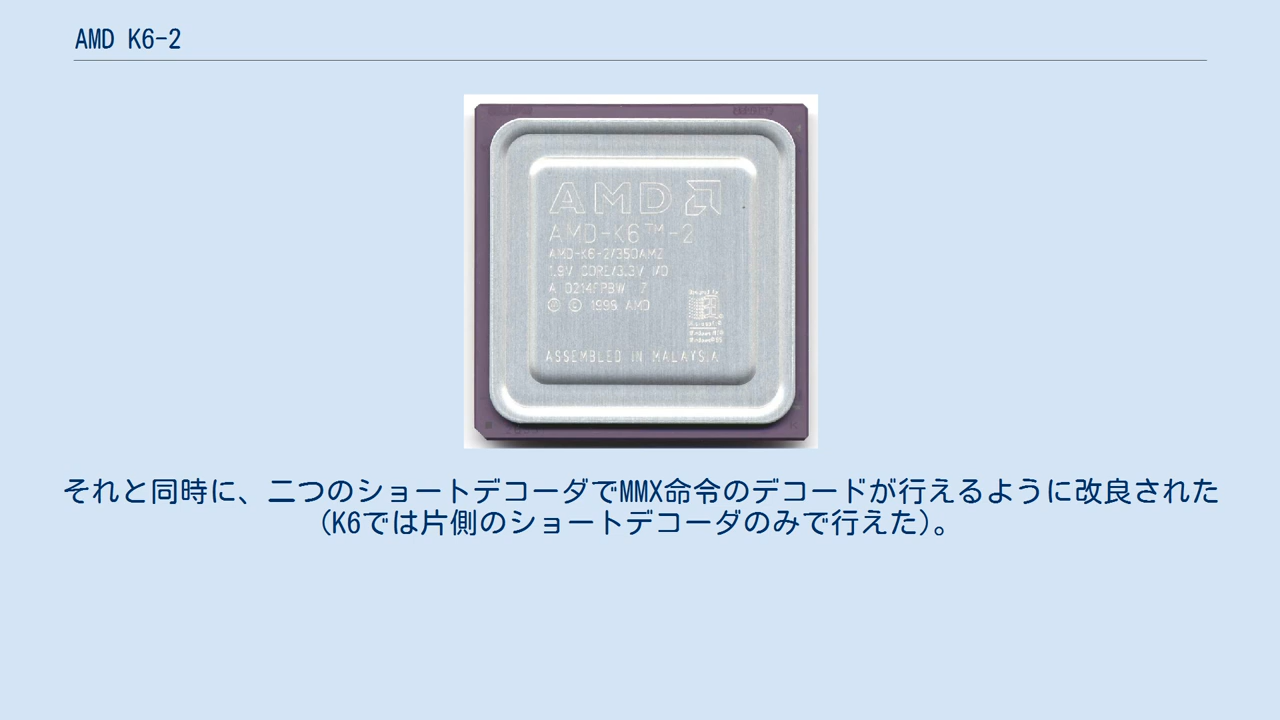 AMD K6-2
AMD
AMD-K6™-2
AMD-K6-2/350AMZ
1.9V CORE/3.3V I/O
A 0214FPBW 7
Ⓜ © 1998 AMD
ASSEMBLED IN MALAYSIA
それと同時に、二つのショートデコーダでMMX命令のデコードが行えるように改良された
(K6では片側のショートデコーダのみで行えた)。